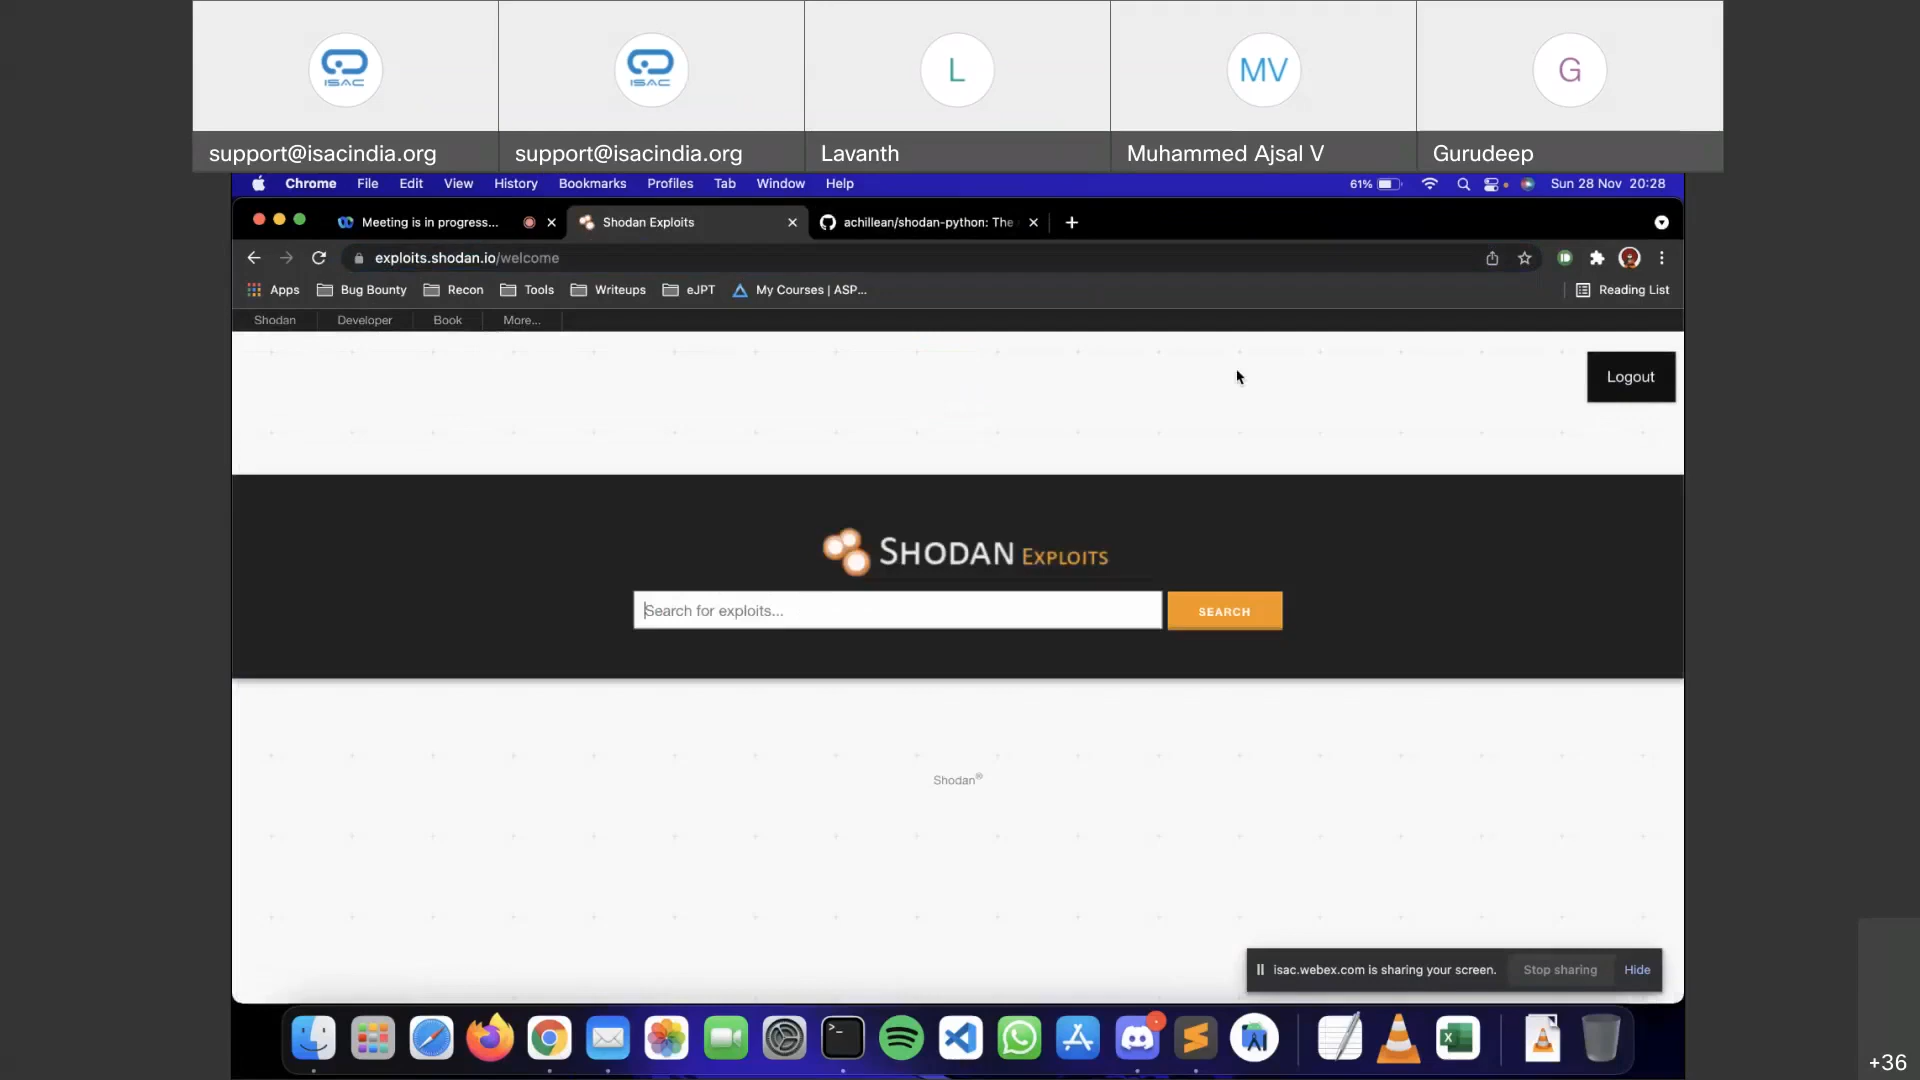 ISAC
ISAC
L
MV
G
support@isacindia.org
support@isacindia.org
Lavanth
Muhammed Ajsal V
Gurudeep
Chrome File Edit View History Bookmarks Profiles Tab Window Help
61%
Sun 28 Nov 20:28
Meeting is in progress...
Shodan Exploits
achillean/shodan-python: The
exploits.shodan.io/welcome
Apps
Bug Bounty
Recon
Tools
Writeups
eJPT
My Courses | ASP...
Reading List
Shodan
Developer
Book
More...
Logout
SHODAN EXPLOITS
Search for exploits...
SEARCH
Shodan®
isac.webex.com is sharing your screen.
Stop sharing
Hide
+36